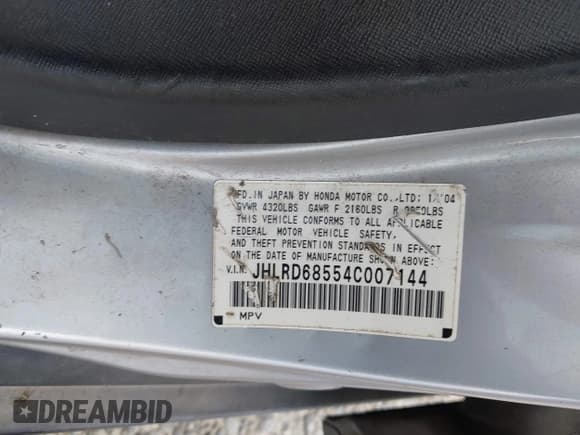 MFD.IN JAPAN BY HONDA MOTOR CO.,LTD: 1/04
GVWR 4320LBS GAWR F 2160LBS R LBS
THIS VEHICLE CONFORMS TO ALL APPLICABLE
FEDERAL MOTOR VEHICLE SAFETY,
AND THEFT PREVENTION STANDARDS IN EFFECT
ON THE DATE OF MANUFACTURE SHOWN ABOVE.
V.I.N. JHLRD68554C007144
MPV
DREAMBID